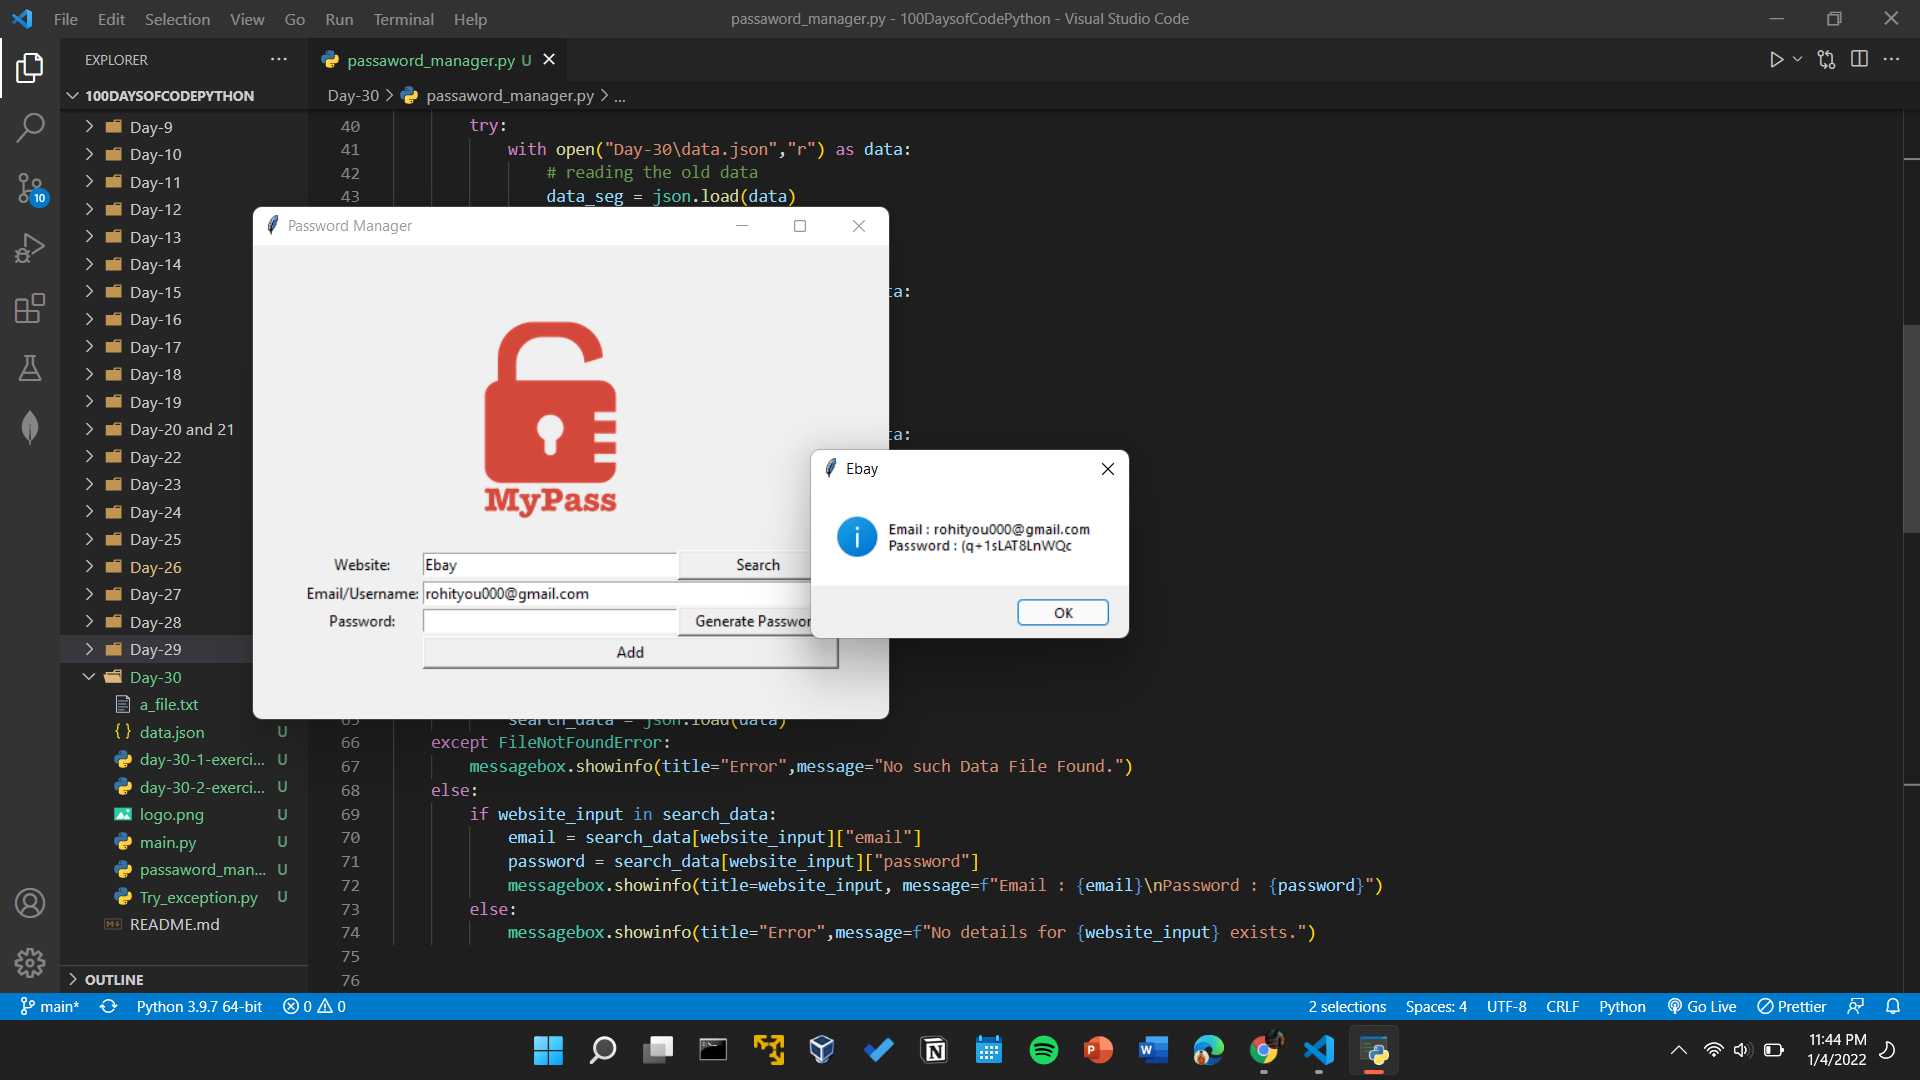 File Edit Selection View Go Run Terminal Help
passaword_manager.py - 100DaysofCodePython - Visual Studio Code
EXPLORER
passaword_manager.py U
100DAYSOFCODEPYTHON
Day-30 > passaword_manager.py > ...
Day-9
Day-10
Day-11
Day-12
Day-13
Day-14
Day-15
Day-16
Day-17
Day-18
Day-19
Day-20 and 21
Day-22
Day-23
Day-24
Day-25
Day-26
Day-27
Day-28
Day-29
Day-30
a_file.txt
data.json U
day-30-1-exerci... U
day-30-2-exerci... U
logo.png U
main.py U
passaword_man... U
Try_exception.py U
README.md
OUTLINE
10
40 try:
41 with open("Day-30\data.json","r") as data:
42 # reading the old data
43 data_seg = json.load(data)
ta:
ta:
65 search_data = json.load(data)
66 except FileNotFoundError:
67 messagebox.showinfo(title="Error",message="No such Data File Found.")
68 else:
69 if website_input in search_data:
70 email = search_data[website_input]["email"]
71 password = search_data[website_input]["password"]
72 messagebox.showinfo(title=website_input, message=f"Email : {email}\nPassword : {password}")
73 else:
74 messagebox.showinfo(title="Error",message=f"No details for {website_input} exists.")
75
76
Password Manager
MyPass
Website: Ebay Search
Email/Username: rohityou000@gmail.com
Password: Generate Passwor
Add
Ebay
Email : rohityou000@gmail.com
Password : (q+1sLAT8LnWQc
OK
main* Python 3.9.7 64-bit 0 0 2 selections Spaces: 4 UTF-8 CRLF Python Go Live Prettier
11:44 PM
1/4/2022